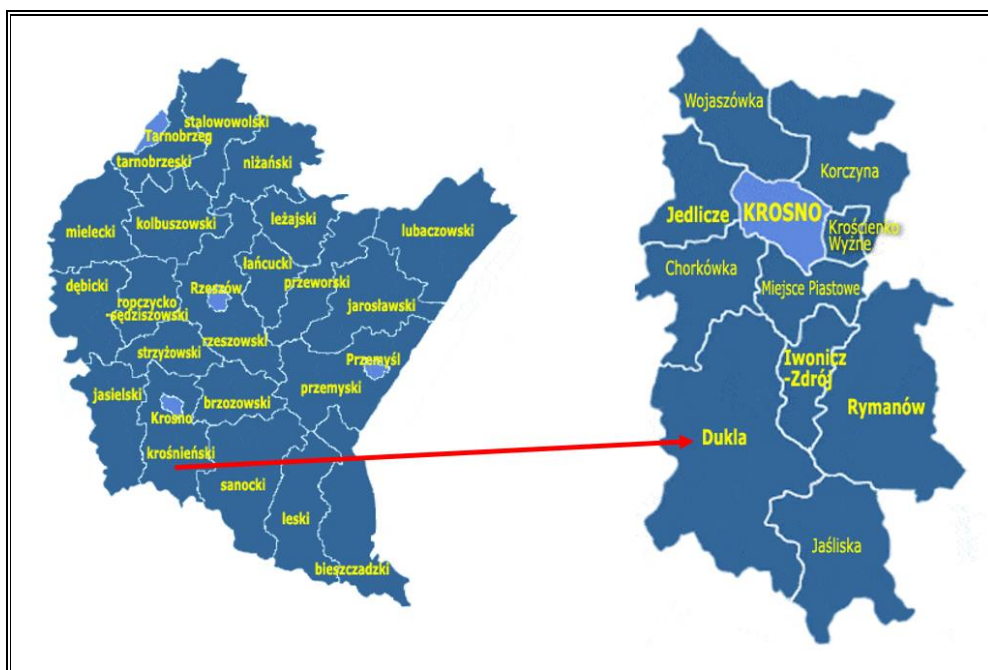 stalowowolski
Tarnobrzeg
tarnobrzeski
niżański
kolbuszowski
leżajski
mielecki
lubaczowski
łańcucki
dębicki
Rzeszów
przeworski
ropczycko
-sędziszowski
jarosławski
rzeszowski
strzyżowski
Przemyśl
jasielski
brzozowski
przemyski
Krosno
krośnieński
sanocki
leski
bieszczadzki
Wojaszówka
Korczyna
Jedlicze
KROSNO
Krościenko
Wyżne
Chorkówka
Miejsce Piastowe
Iwonicz
-Zdrój
Rymanów
Dukla
Jaśliska